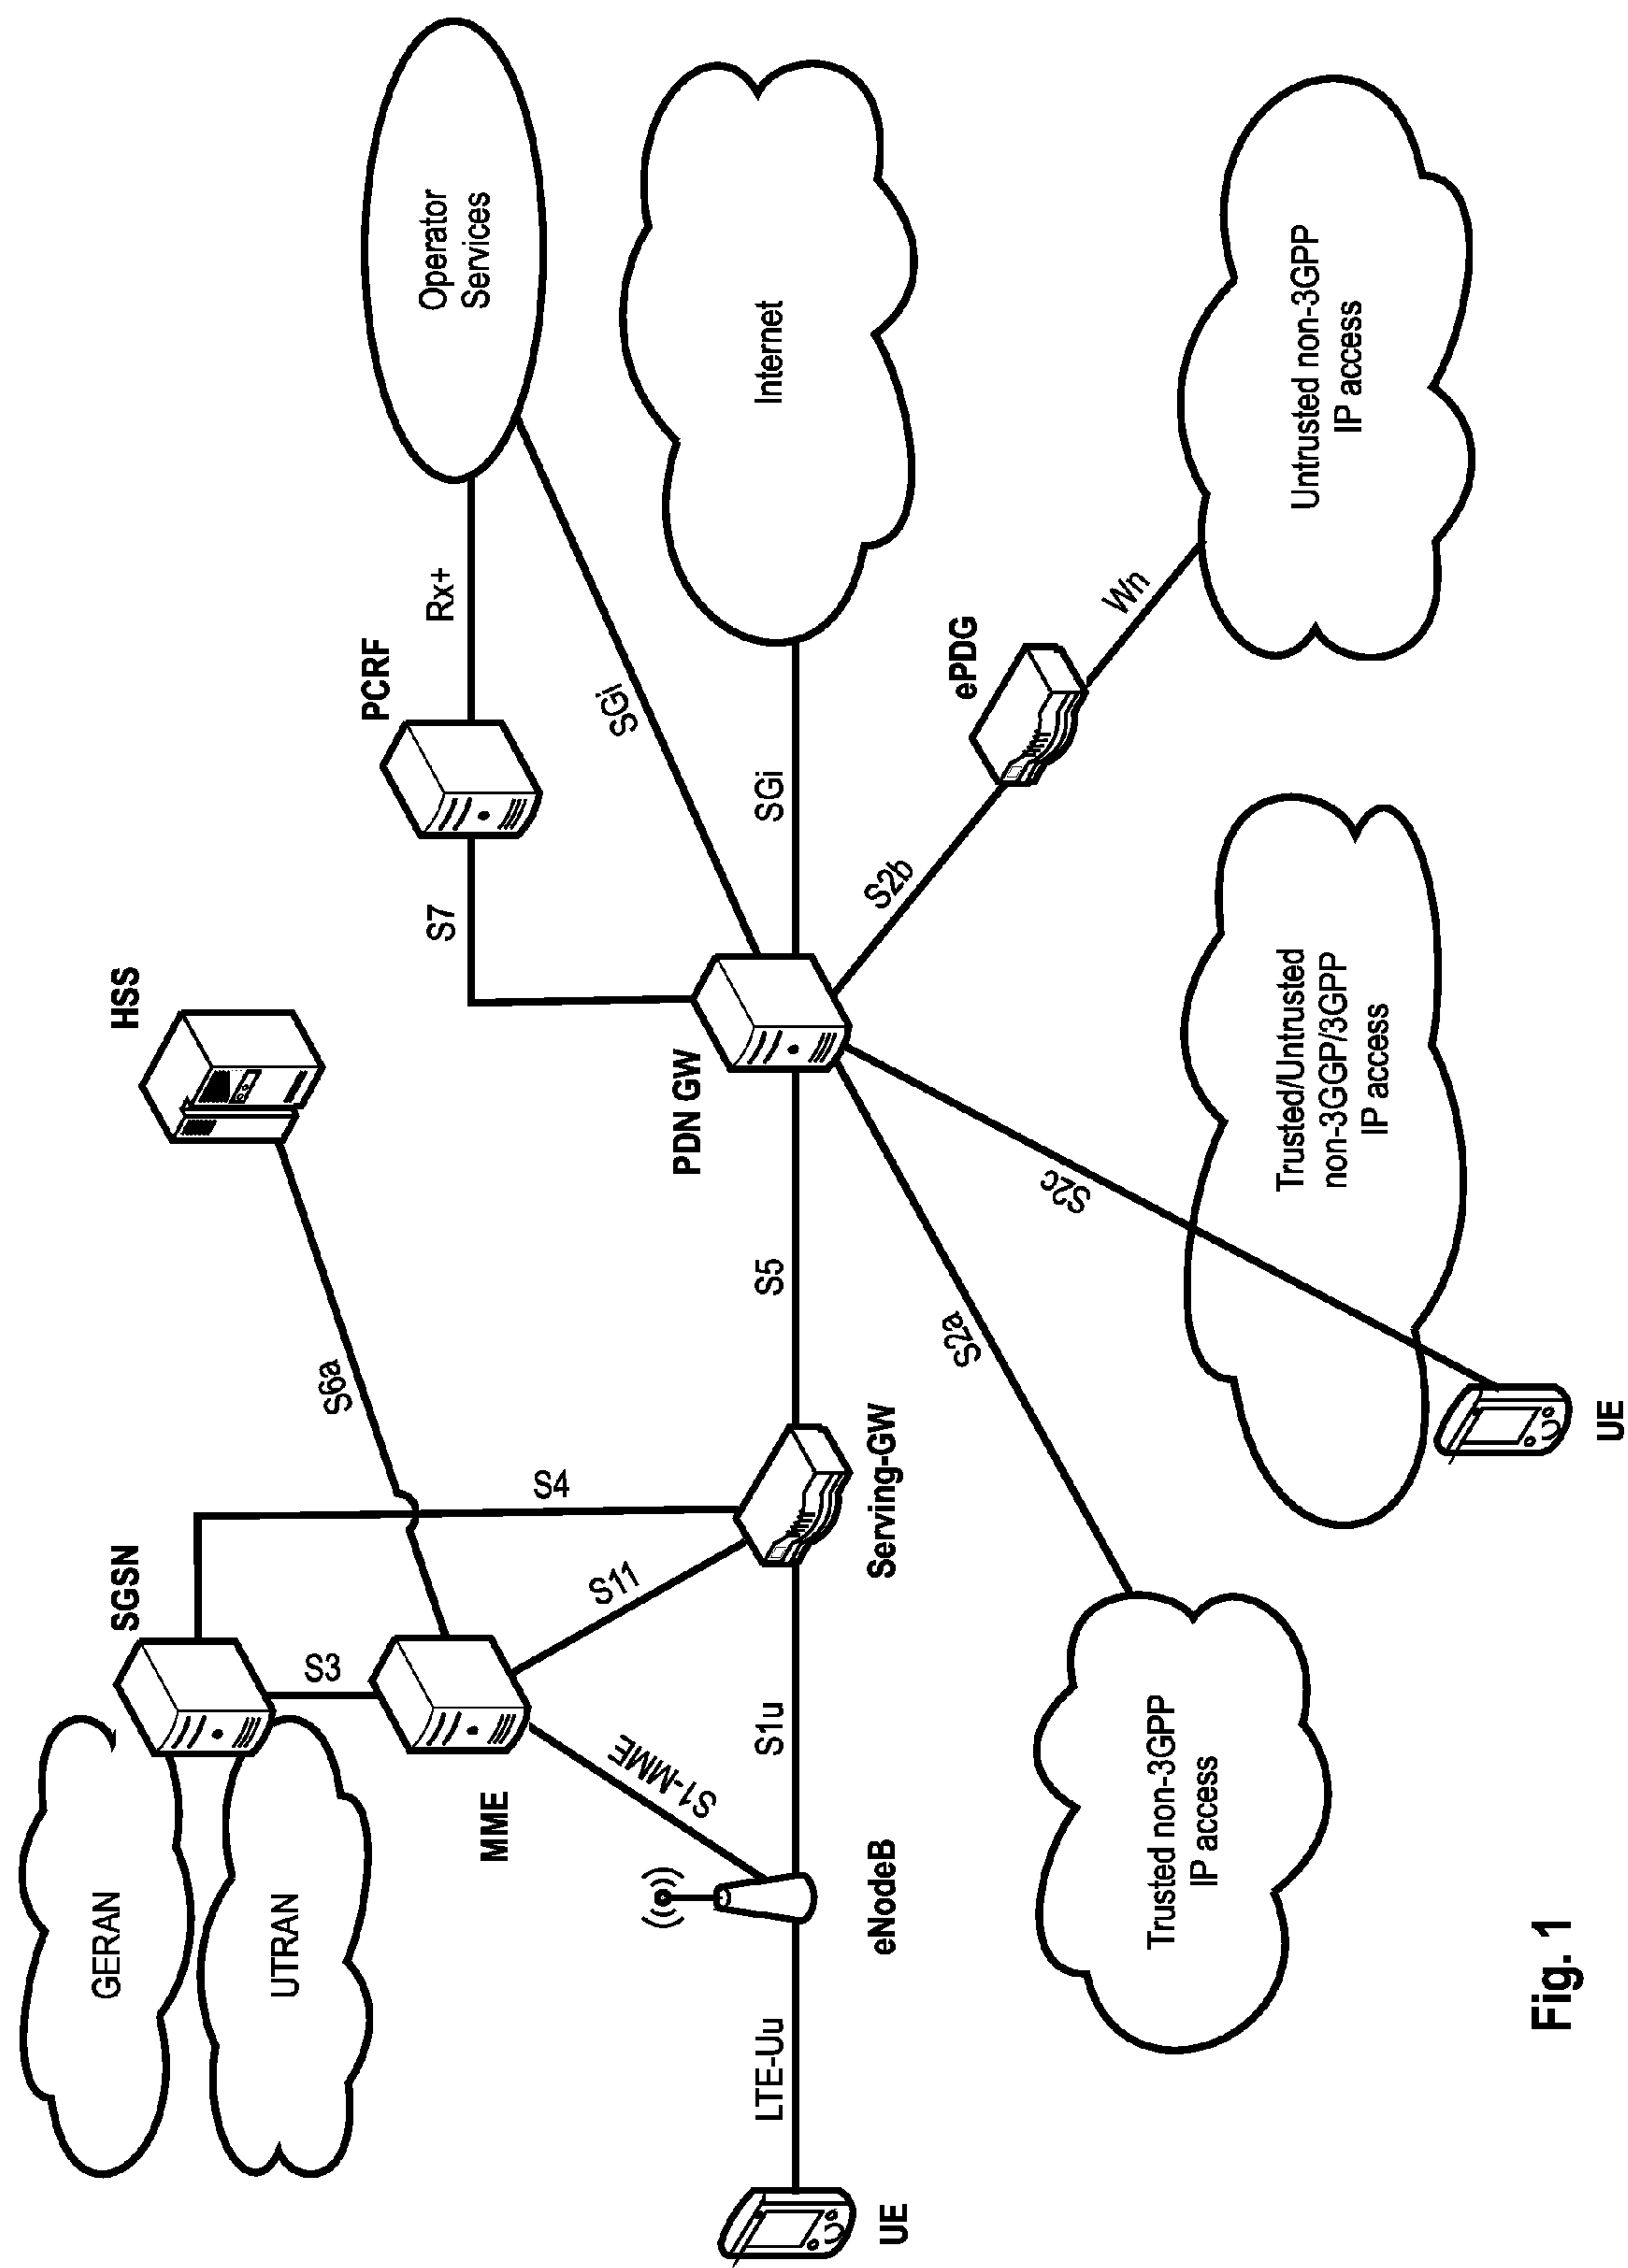 GERAN
UTRAN
SGSN
HSS
S3
S6a
S4
MME
S11
S1-MME
PCRF
S7
Rx+
Operator
Services
SGi
PDN GW
UE
LTE-Uu
eNodeB
S1u
Serving-GW
S5
SGi
Internet
S2a
S2c
S2b
ePDG
Wn
Trusted non-3GPP
IP access
Trusted/Untrusted
non-3GGP/3GPP
IP access
Untrusted non-3GPP
IP access
UE
Fig. 1